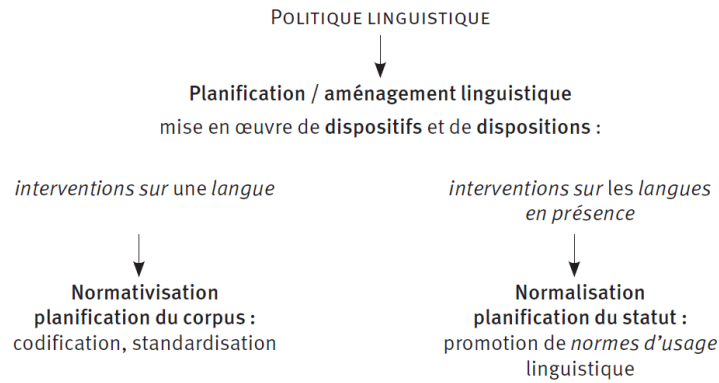 POLITIQUE LINGUISTIQUE
Planification / aménagement linguistique
mise en œuvre de dispositifs et de dispositions :
interventions sur une langue
interventions sur les langues
en présence
Normativisation
planification du corpus :
codification, standardisation
Normalisation
planification du statut :
promotion de normes d'usage
linguistique